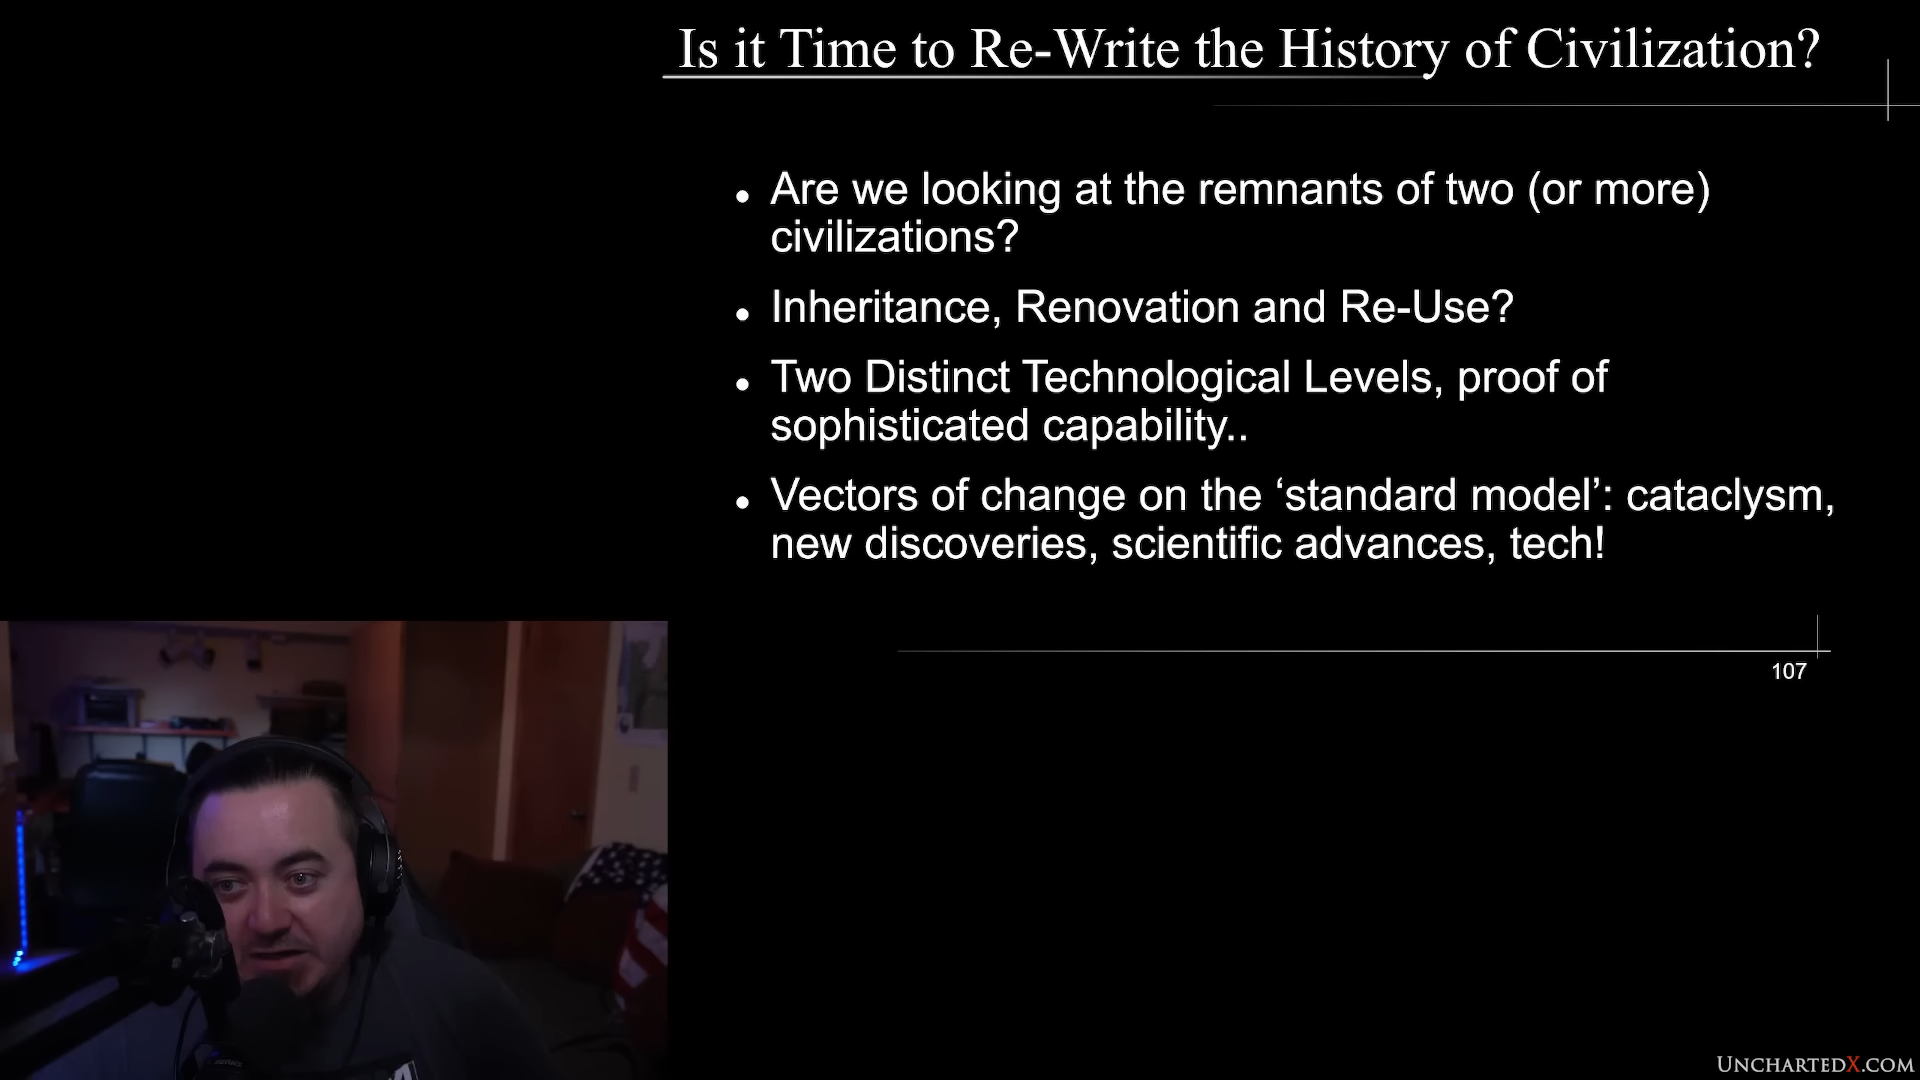 Is it Time to Re-Write the History of Civilization?
• Are we looking at the remnants of two (or more)
civilizations?
• Inheritance, Renovation and Re-Use?
• Two Distinct Technological Levels, proof of
sophisticated capability..
• Vectors of change on the ‘standard model’: cataclysm,
new discoveries, scientific advances, tech!
107
UNCHARTEDX.COM